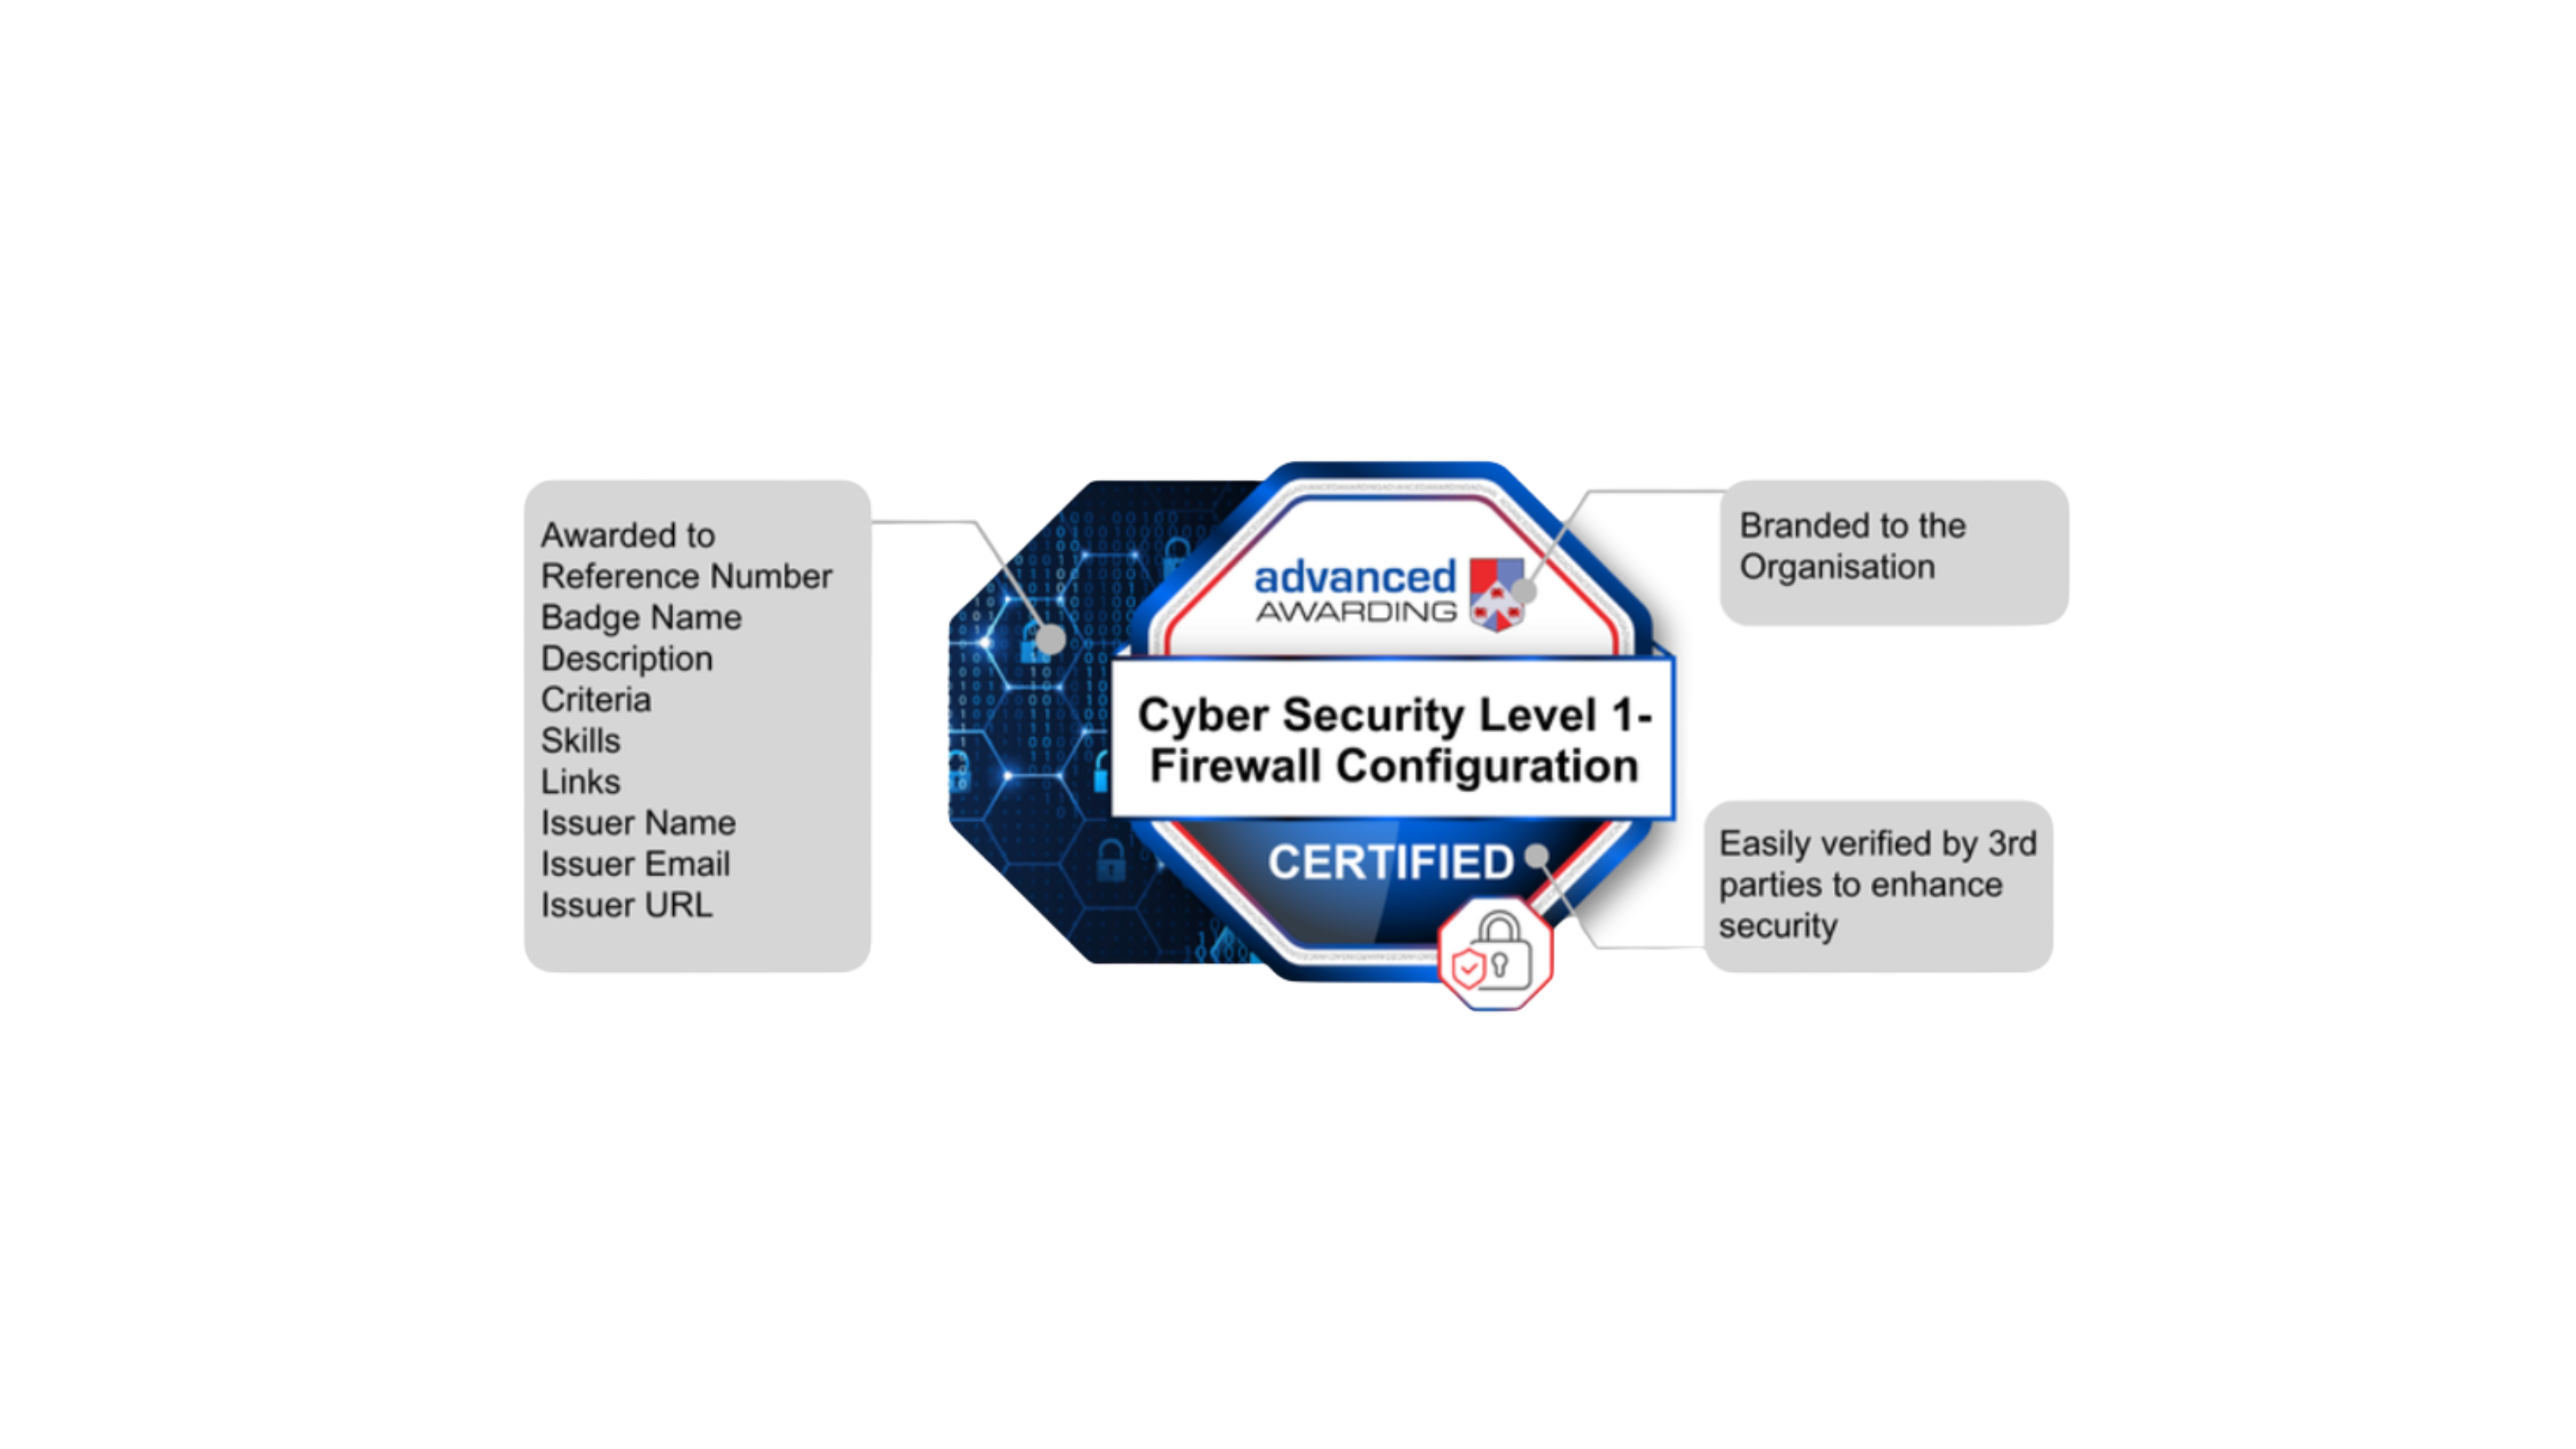 Awarded to
Reference Number
Badge Name
Description
Criteria
Skills
Links
Issuer Name
Issuer Email
Issuer URL
advanced
AWARDING
Cyber Security Level 1-
Firewall Configuration
CERTIFIED
Branded to the
Organisation
Easily verified by 3rd
parties to enhance
security